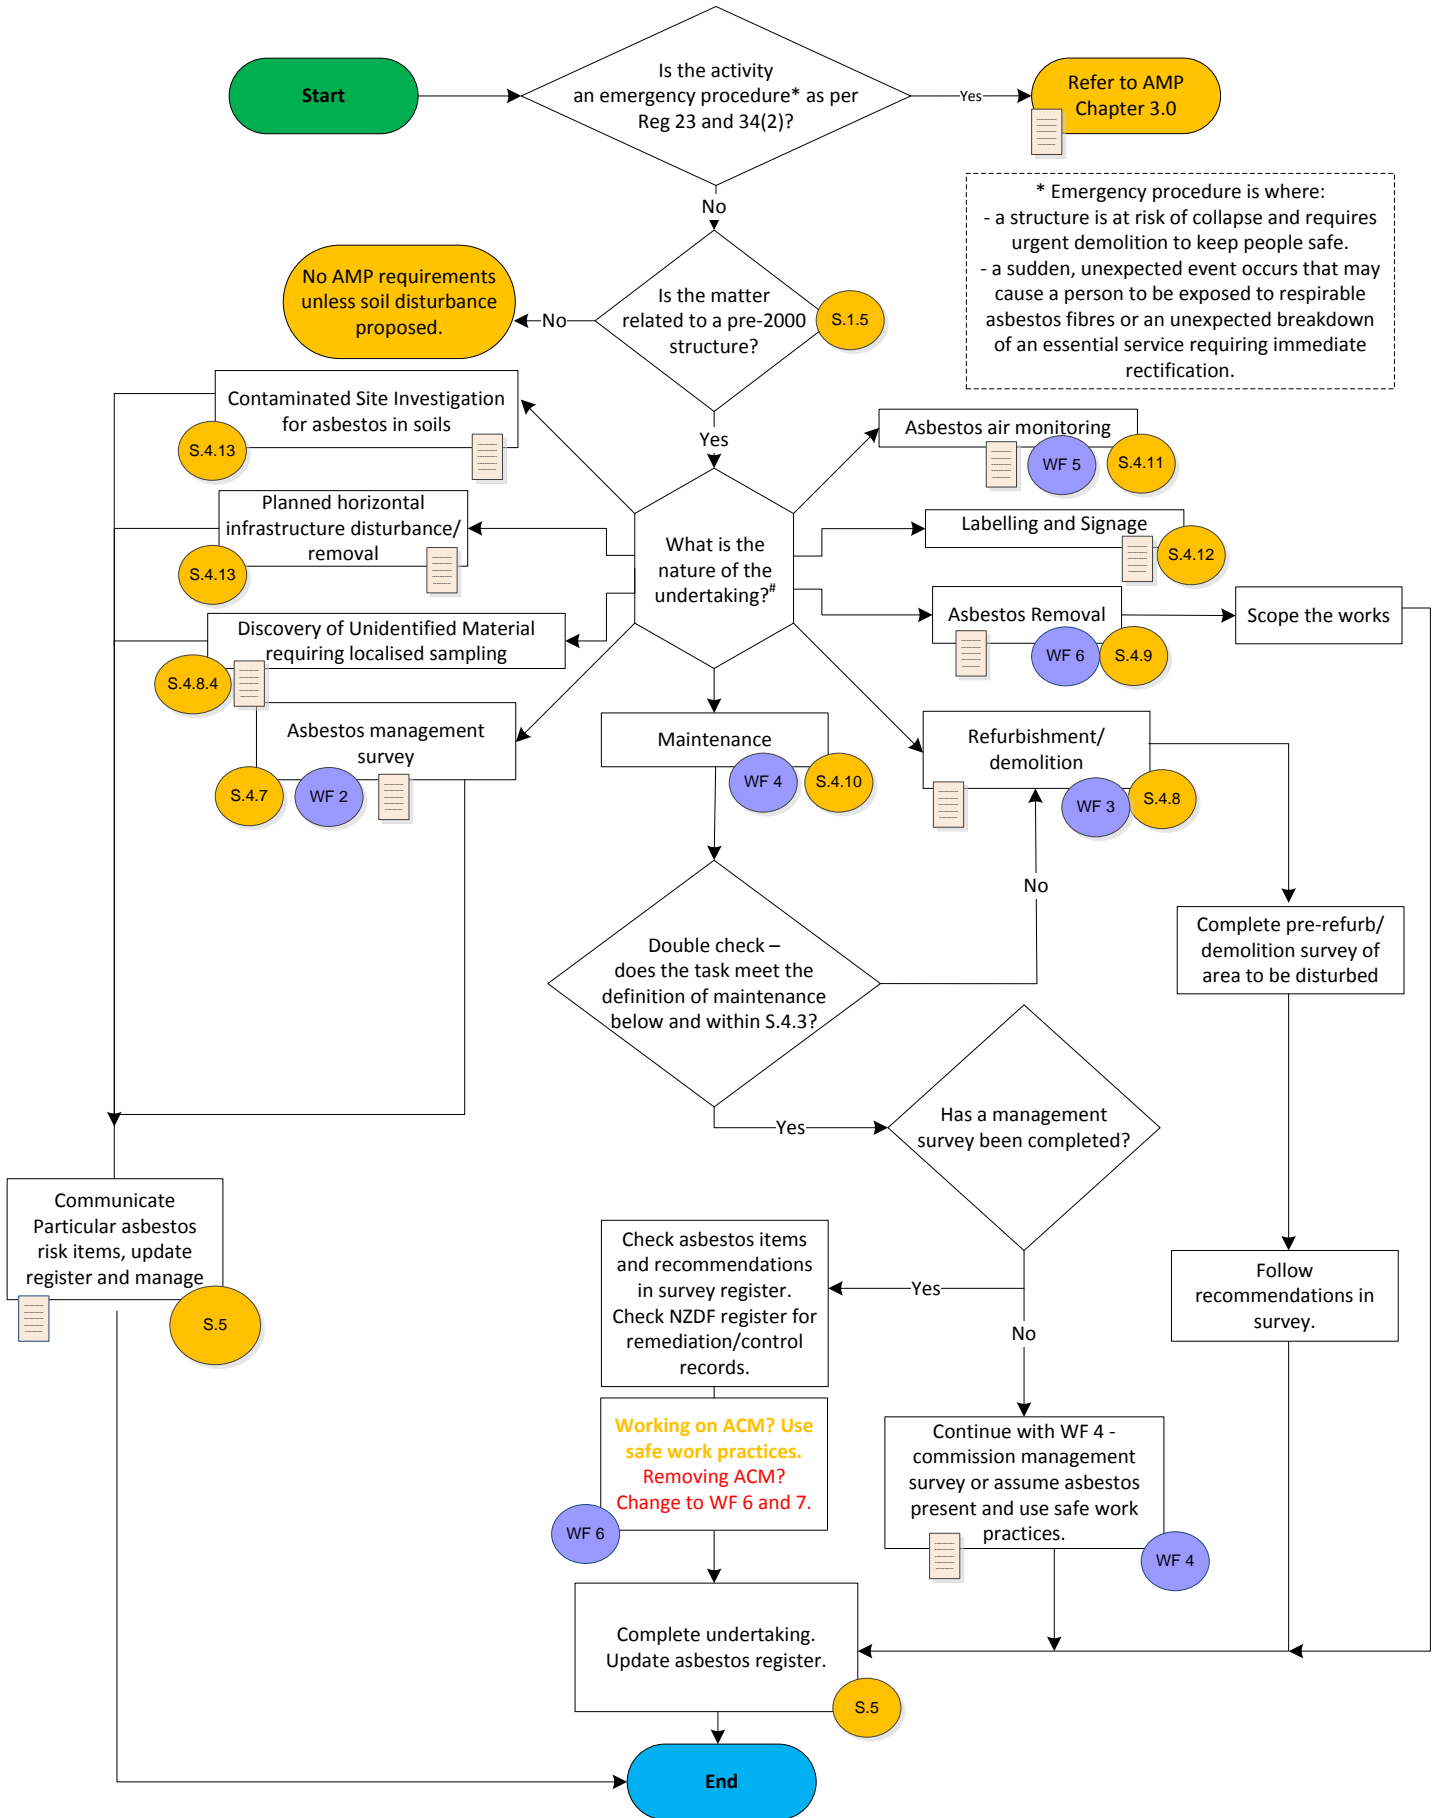 Start
Is the activity
an emergency procedure* as per
Reg 23 and 34(2)?
Yes
Refer to AMP
Chapter 3.0
* Emergency procedure is where:
- a structure is at risk of collapse and requires
urgent demolition to keep people safe.
- a sudden, unexpected event occurs that may
cause a person to be exposed to respirable
asbestos fibres or an unexpected breakdown
of an essential service requiring immediate
rectification.
No
No AMP requirements
unless soil disturbance
proposed.
No
Is the matter
related to a pre-2000
structure?
S.1.5
Yes
Contaminated Site Investigation
for asbestos in soils
S.4.13
Asbestos air monitoring
WF 5
S.4.11
Planned horizontal
infrastructure disturbance/
removal
S.4.13
What is the
nature of the
undertaking?#
Labelling and Signage
S.4.12
Discovery of Unidentified Material
requiring localised sampling
S.4.8.4
Asbestos Removal
WF 6
S.4.9
Scope the works
Asbestos management
survey
S.4.7
WF 2
Maintenance
WF 4
S.4.10
Refurbishment/
demolition
WF 3
S.4.8
No
Double check –
does the task meet the
definition of maintenance
below and within S.4.3?
Complete pre-refurb/
demolition survey of
area to be disturbed
Yes
Has a management
survey been completed?
Communicate
Particular asbestos
risk items, update
register and manage
S.5
Check asbestos items
and recommendations
in survey register.
Check NZDF register for
remediation/control
records.
Yes
No
Follow
recommendations in
survey.
Working on ACM? Use
safe work practices.
Removing ACM?
Change to WF 6 and 7.
WF 6
Continue with WF 4 -
commission management
survey or assume asbestos
present and use safe work
practices.
WF 4
Complete undertaking.
Update asbestos register.
S.5
End